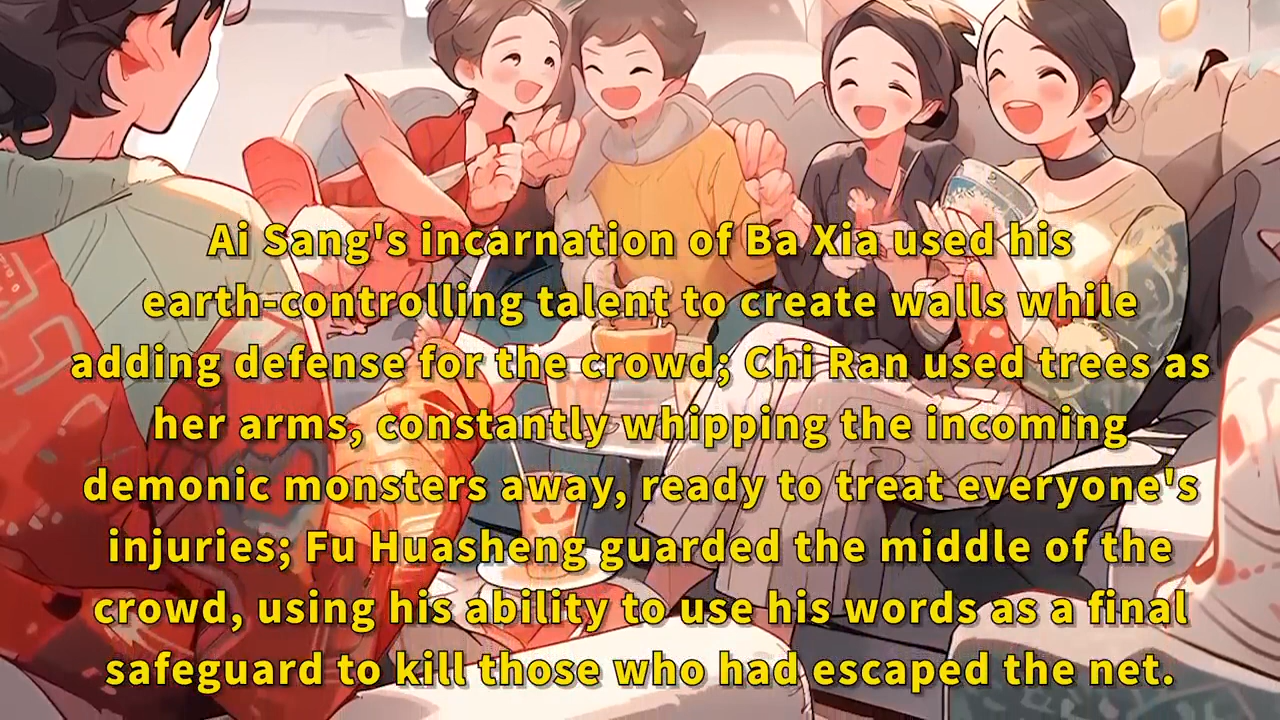 Ai Sang's incarnation of Ba Xia used his
earth-controlling talent to create walls while
adding defense for the crowd; Chi Ran used trees as
her arms, constantly whipping the incoming
demonic monsters away, ready to treat everyone's
injuries; Fu Huasheng guarded the middle of the
crowd, using his ability to use his words as a final
safeguard to kill those who had escaped the net.